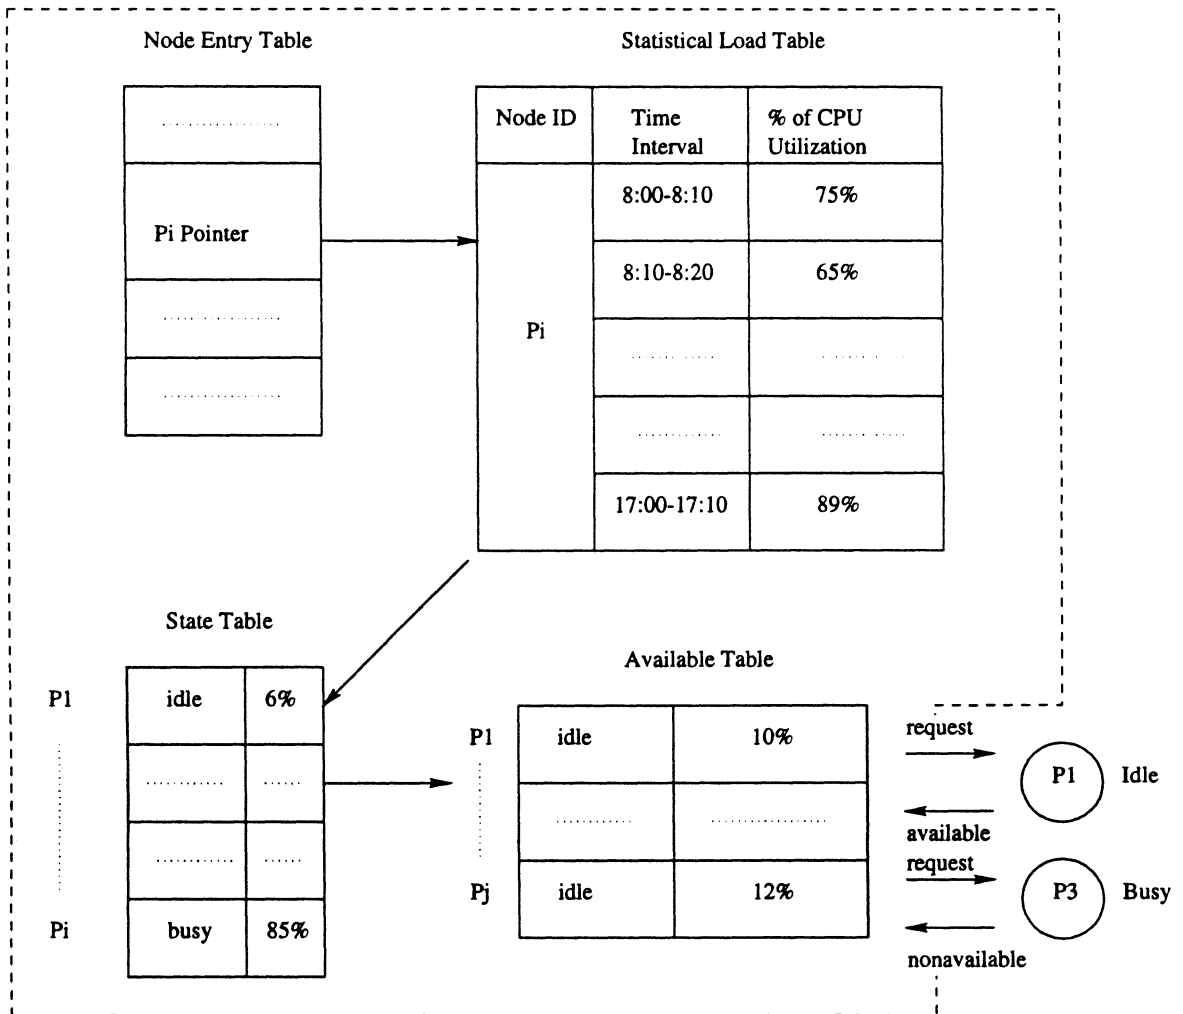 Node Entry Table
Statistical Load Table
Pi Pointer
Node ID
Time
Interval
% of CPU
Utilization
Pi
8:00-8:10
75%
8:10-8:20
65%
17:00-17:10
89%
State Table
P1
idle
6%
Pi
busy
85%
Available Table
P1
idle
10%
Pj
idle
12%
request
available
P1
Idle
request
nonavailable
P3
Busy